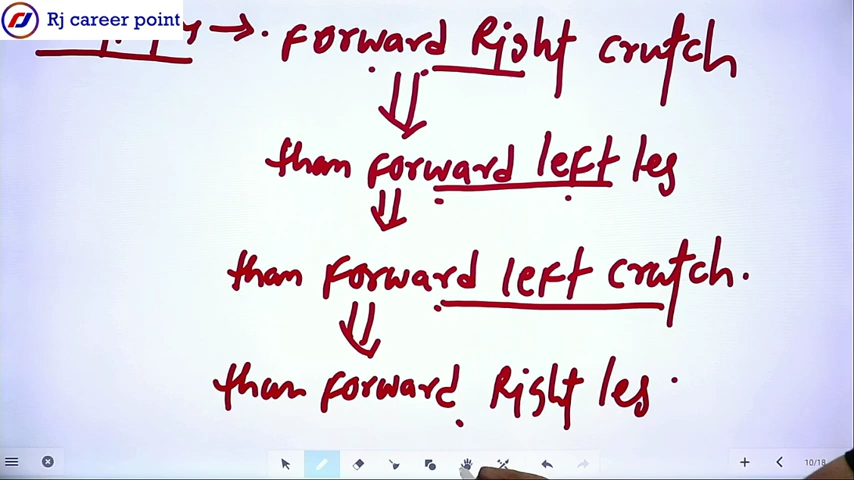 Rj career point
→. Forward Right crutch
than forward left leg
than forward left crutch.
than forward Right leg.
10/18